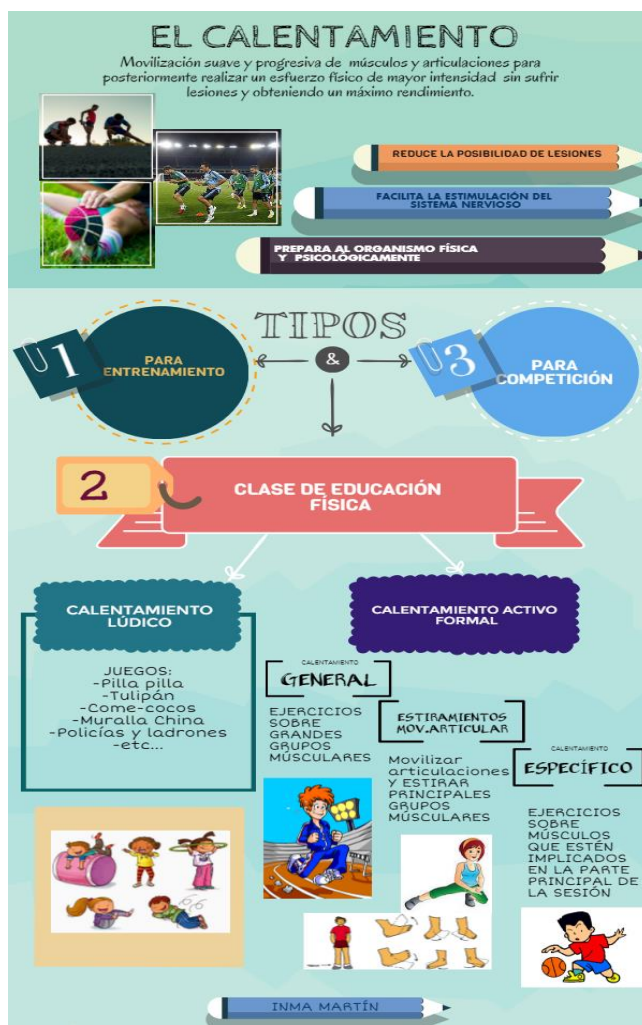 EL CALENTAMIENTO
Movilización suave y progresiva de músculos y articulaciones para
posteriormente realizar un esfuerzo físico de mayor intensidad sin sufrir
lesiones y obteniendo un máximo rendimiento.
REDUCE LA POSIBILIDAD DE LESIONES
FACILITA LA ESTIMULACIÓN DEL
SISTEMA NERVIOSO
PREPARA AL ORGANISMO FÍSICA
Y PSICOLÓGICAMENTE
TIPOS
&
1
PARA
ENTRENAMIENTO
3
PARA
COMPETICIÓN
2
CLASE DE EDUCACIÓN
FÍSICA
CALENTAMIENTO
LÚDICO
JUEGOS:
-Pilla pilla
-Tulipán
-Come-cocos
-Muralla China
-Policías y ladrones
-etc...
CALENTAMIENTO ACTIVO
FORMAL
CALENTAMIENTO
GENERAL
EJERCICIOS
SOBRE
GRANDES
GRUPOS
MÚSCULARES
ESTIRAMIENTOS
MOV.ARTICULAR
Movilizar
articulaciones
Y ESTIRAR
PRINCIPALES
GRUPOS
MÚSCULARES
CALENTAMIENTO
ESPECÍFICO
EJERCICIOS
SOBRE
MÚSCULOS
QUE ESTÉN
IMPLICADOS
EN LA PARTE
PRINCIPAL DE
LA SESIÓN
INMA MARTÍN